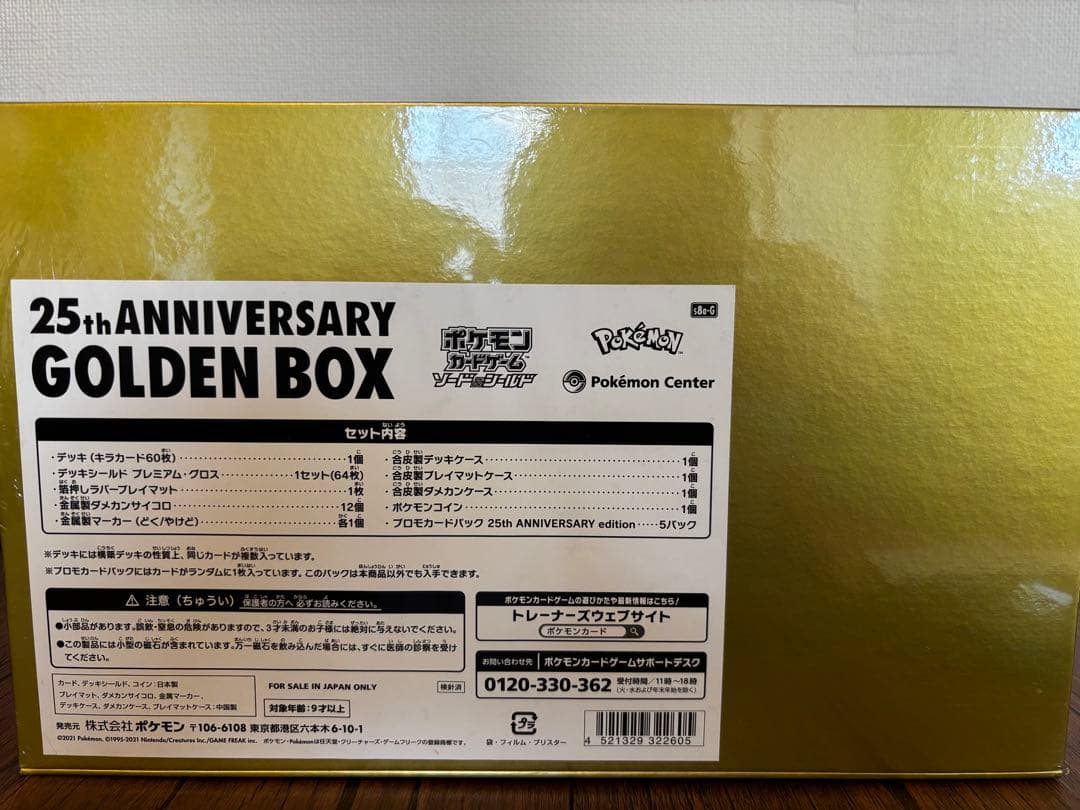 25th ANNIVERSARY
GOLDEN BOX
ポケモン
カードゲーム
ソード&シールド
s8a-G
POKéMON
Pokémon Center
セット内容
・デッキ（キラカード60枚）……1個
・デッキシールド プレミアム・グロス……1セット(64枚)
・箔押しラバープレイマット……1枚
・金属製ダメカンサイコロ……12個
・金属製マーカー（どく/やけど）……各1個
・合皮製デッキケース……1個
・合皮製プレイマットケース……1個
・合皮製ダメカンケース……1個
・ポケモンコイン……1個
・プロモカードパック 25th ANNIVERSARY edition……5パック
※デッキには構築デッキの性質上、同じカードが複数入っています。
※プロモカードパックにはカードがランダムに1枚入っています。このパックは本商品以外でも入手できます。
⚠ 注意（ちゅうい） 保護者の方へ 必ずお読みください。
●小部品があります。誤飲・窒息の危険がありますので、3才未満のお子様には絶対に与えないでください。
●この製品には小型の磁石が含まれています。万一磁石を飲み込んだ場合には、すぐに医師の診察を受け
てください。
ポケモンカードゲームの遊びかたや最新情報はこちら！
トレーナーズウェブサイト
ポケモンカード
お問い合わせ先 ポケモンカードゲームサポートデスク
0120-330-362 受付時間／11時～18時
（火・水および年末年始を除く）
カード、デッキシールド、コイン：日本製
プレイマット、ダメカンサイコロ、金属マーカー、
デッキケース、ダメカンケース、プレイマットケース：中国製
FOR SALE IN JAPAN ONLY
検針済
対象年齢：9才以上
発売元 株式会社ポケモン 〒106-6108 東京都港区六本木6-10-1
©2021 Pokémon. ©1995-2021 Nintendo/Creatures Inc./GAME FREAK inc. ポケモン・Pokémonは任天堂・クリーチャーズ・ゲームフリークの登録商標です。
プラ
袋・フィルム・ブリスター
4 521329 322605